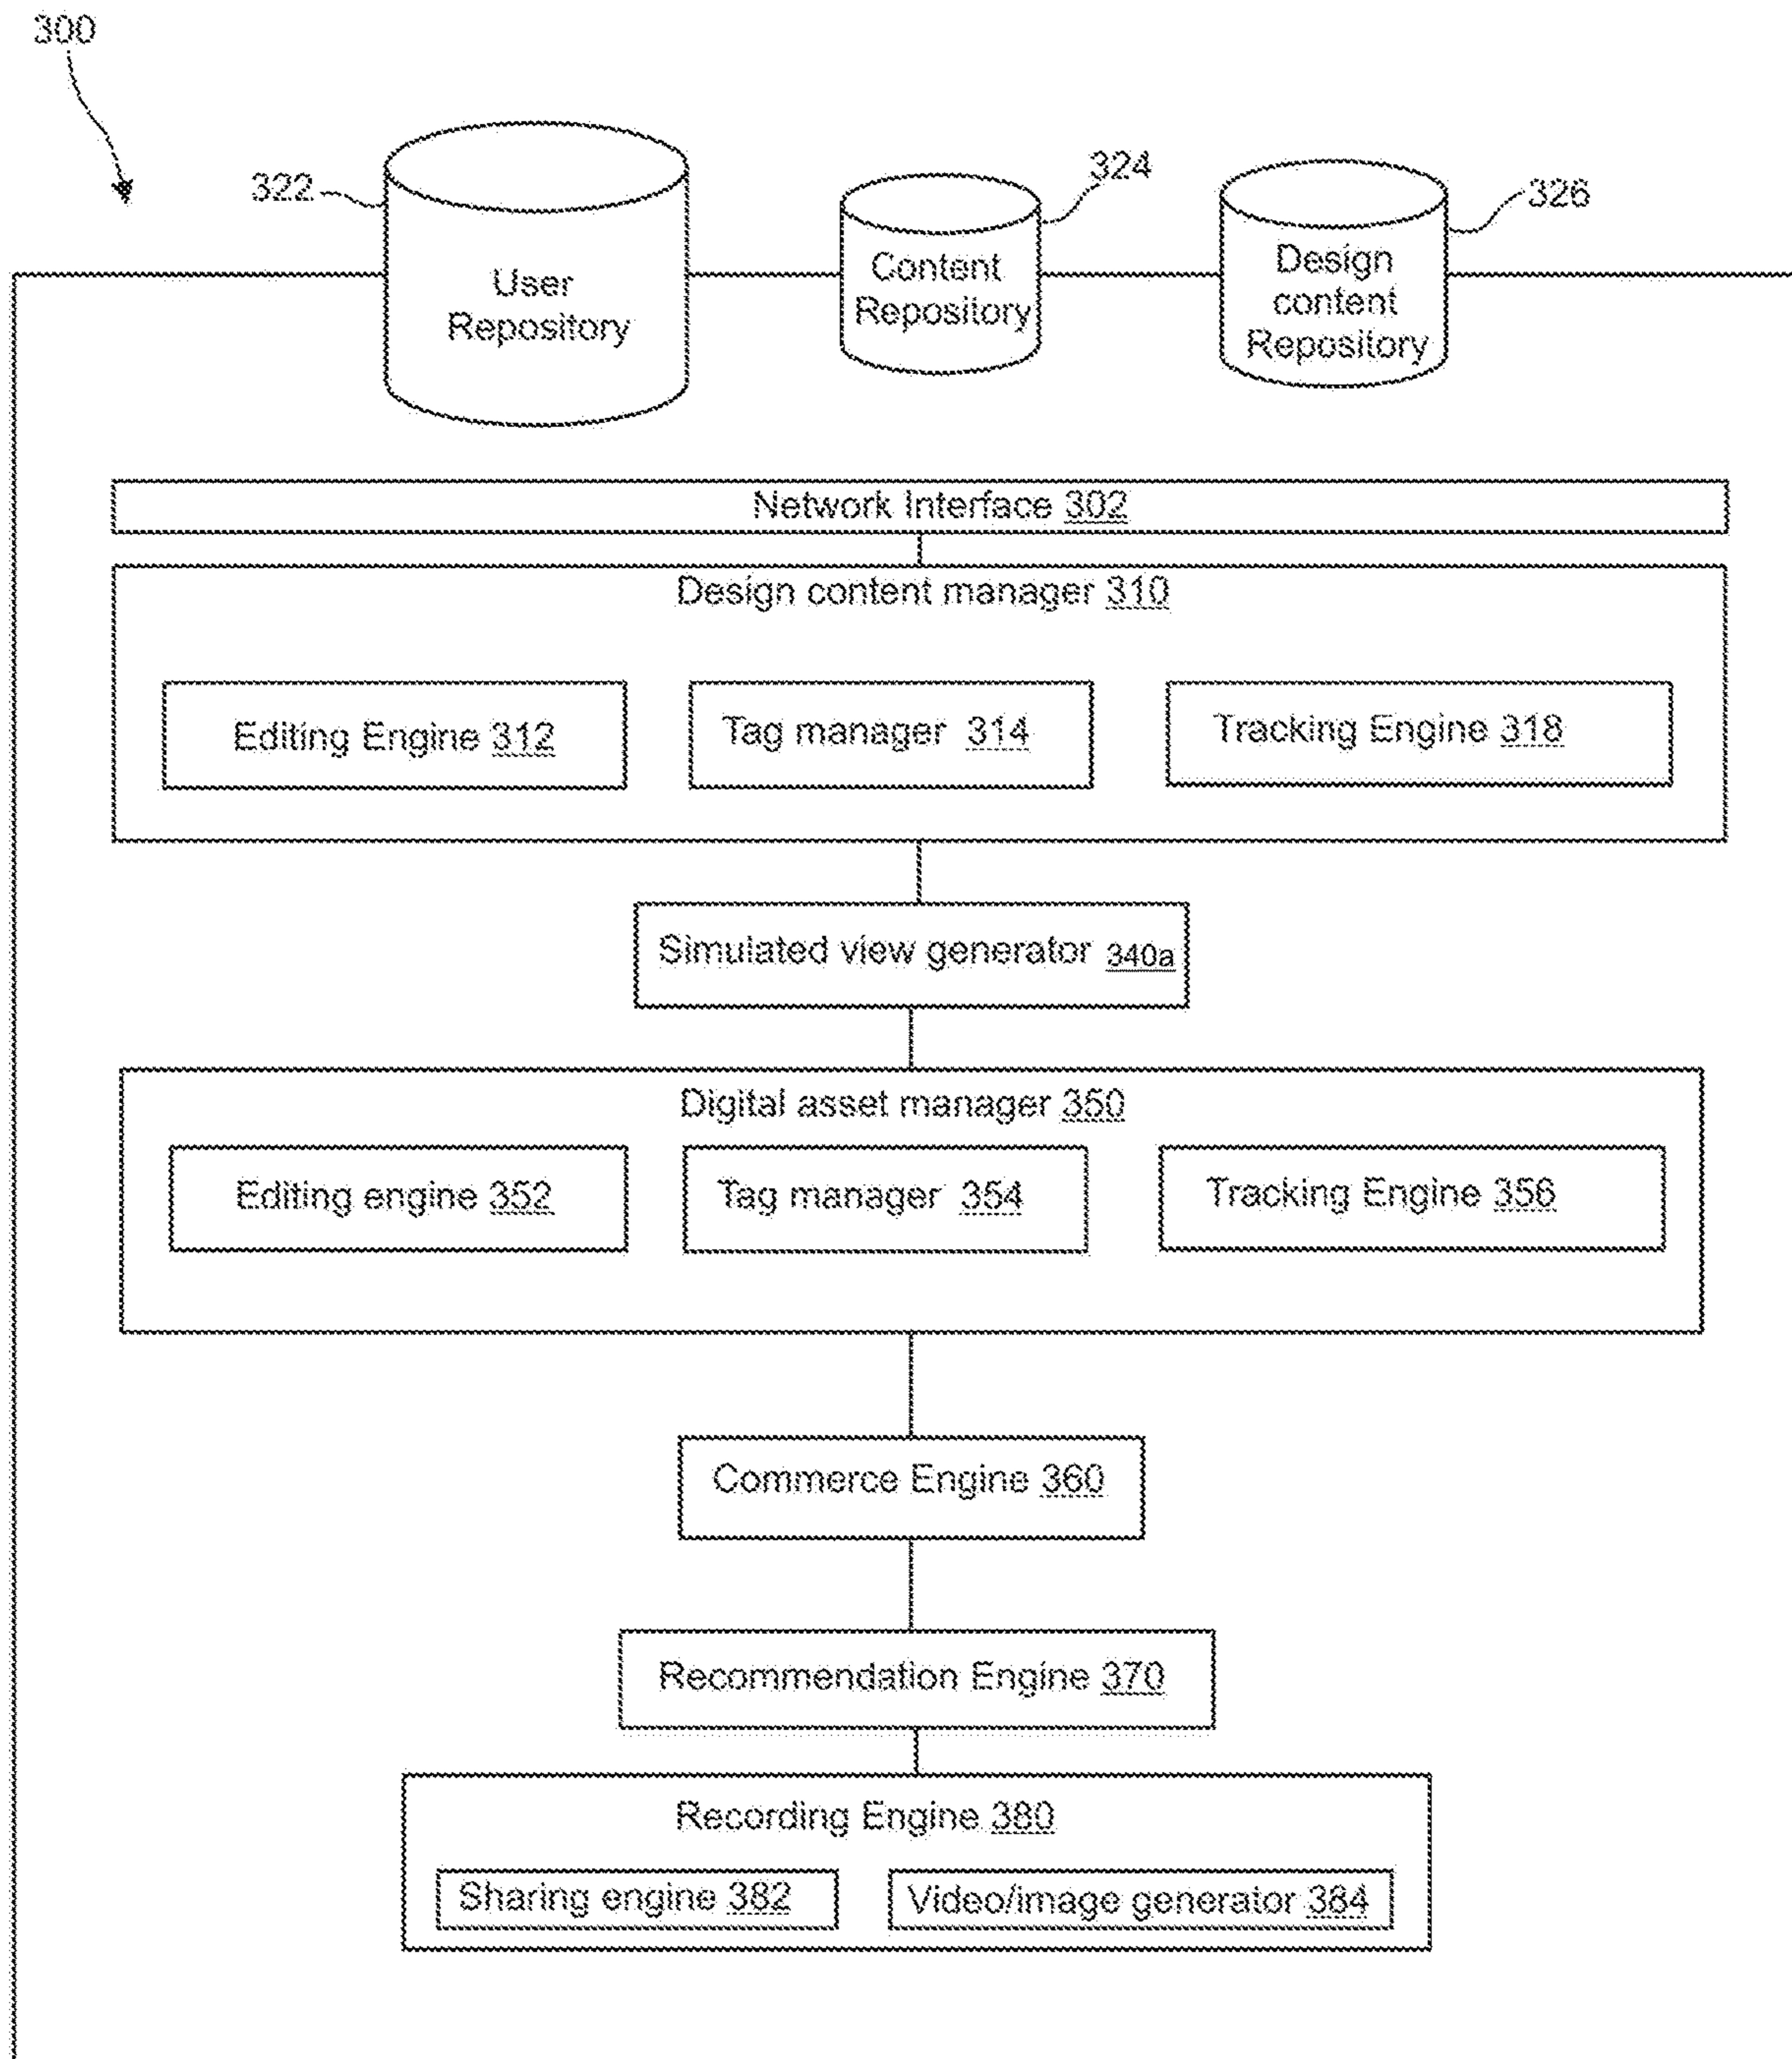 300
322
324
326
User
Repository
Content
Repository
Design
content
Repository
Network Interface 302
Design content manager 310
Editing Engine 312
Tag manager 314
Tracking Engine 318
Simulated view generator 340a
Digital asset manager 350
Editing engine 352
Tag manager 354
Tracking Engine 356
Commerce Engine 360
Recommendation Engine 370
Recording Engine 380
Sharing engine 382
Video/image generator 384